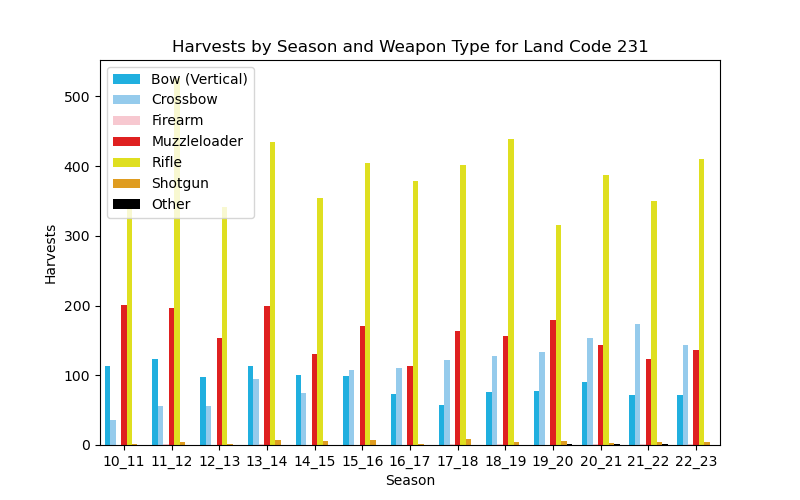 Harvests by Season and Weapon Type for Land Code 231
Bow (Vertical)
Crossbow
Firearm
Muzzleloader
Rifle
Shotgun
Other
500
400
300
200
100
0
Harvests
10_11 11_12 12_13 13_14 14_15 15_16 16_17 17_18 18_19 19_20 20_21 21_22 22_23
Season